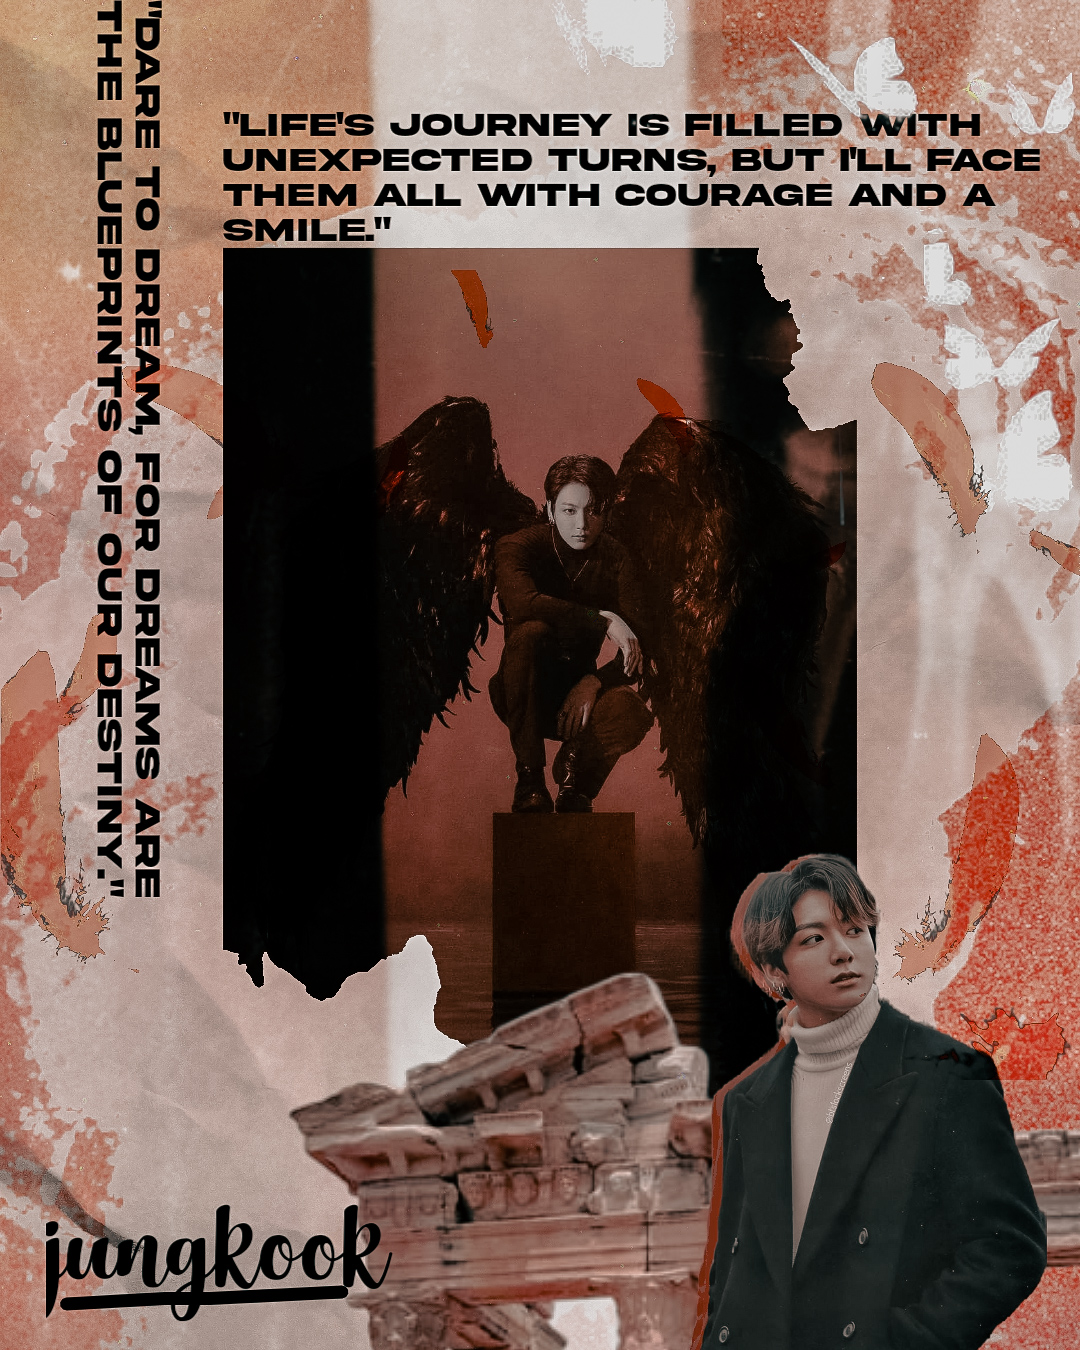 "DARE TO DREAM, FOR DREAMS ARE
THE BLUEPRINTS OF OUR DESTINY."
"LIFE'S JOURNEY IS FILLED WITH
UNEXPECTED TURNS, BUT I'LL FACE
THEM ALL WITH COURAGE AND A
SMILE."
jungkook